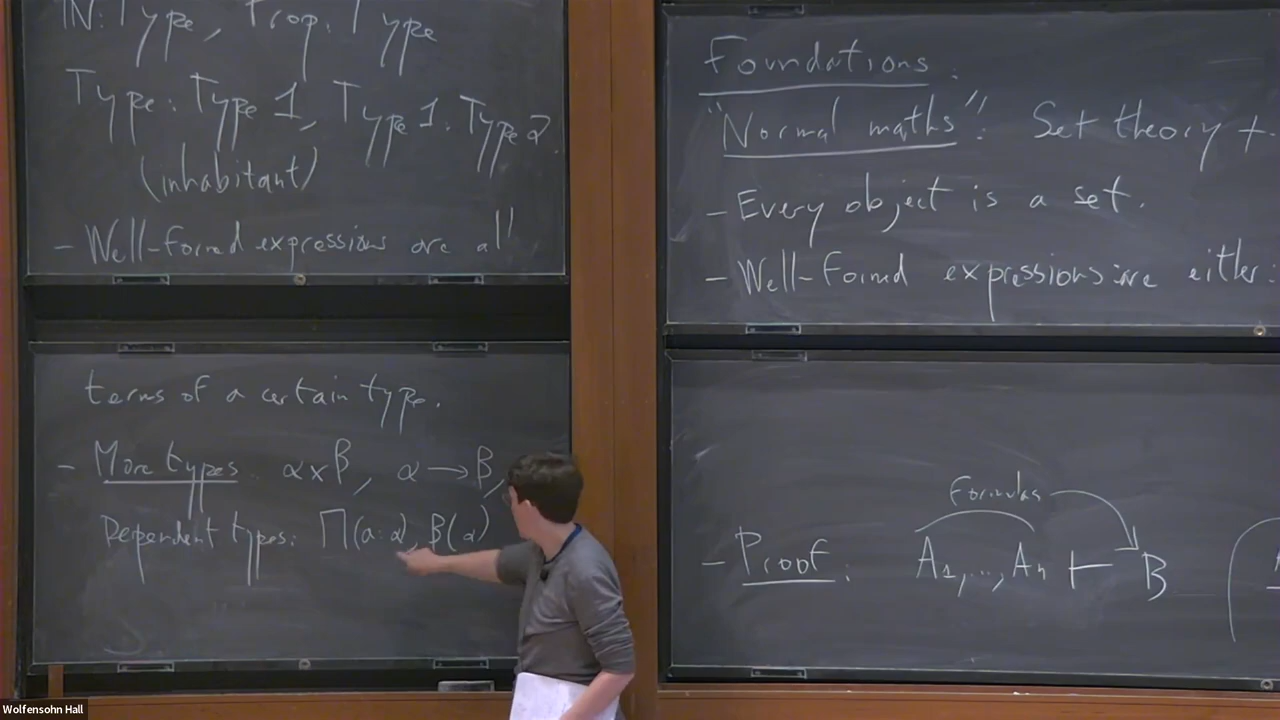 IN: Type, Prop: Type
Type: Type 1, Type 1: Type 2.
(inhabitant)
- Well-formed expressions are all
terms of a certain type.
- More types α×β, α → β,
Dependent types: Π(a:α), β(α)
Foundations.
"Normal maths": Set theory +
- Every object is a set.
- Well-formed expressions are either:
Formulas
- Proof: A₁,..., Aₙ ⊢ B
Wolfensohn Hall